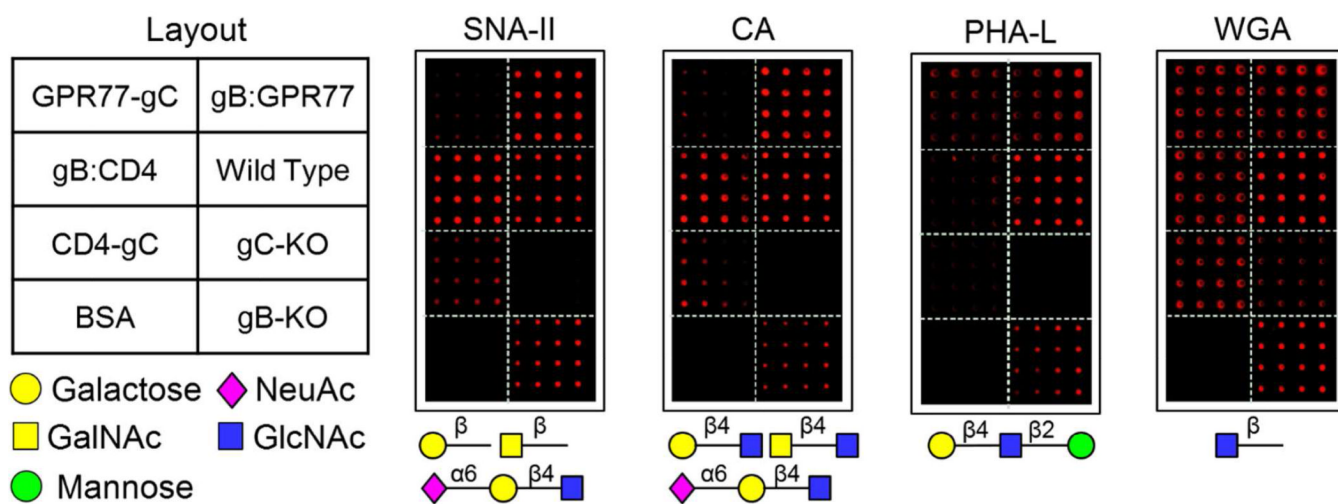 Layout
SNA-II
CA
PHA-L
WGA
GPR77-gC gB:GPR77
gB:CD4 Wild Type
CD4-gC gC-KO
BSA gB-KO
Galactose NeuAc
GalNAc GlcNAc
Mannose
β β
α6 β4
β4 β4
α6 β4
β4 β2
β